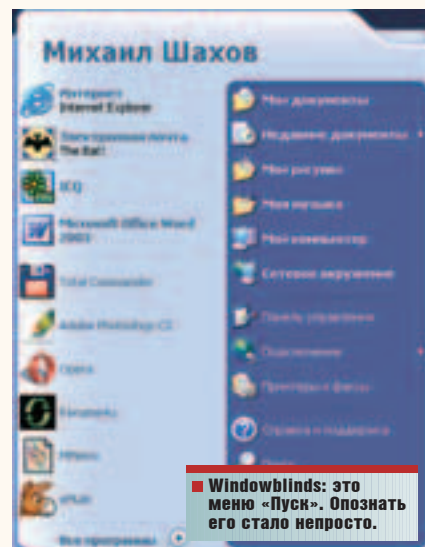 Михаил Шахов
Интернет
Internet Explorer
Электронная почта
The Bat!
ICQ
Microsoft Office Word
2003
Total Commander
Adobe Photoshop CS
Opera
eMule
Все программы
Мои документы
Недавние документы
Мои рисунки
Моя музыка
Мой компьютер
Сетевое окружение
Панель управления
Подключение
Принтеры и факсы
Справка и поддержка
Поиск
Windowblinds: это
меню «Пуск». Опознать
его стало непросто.